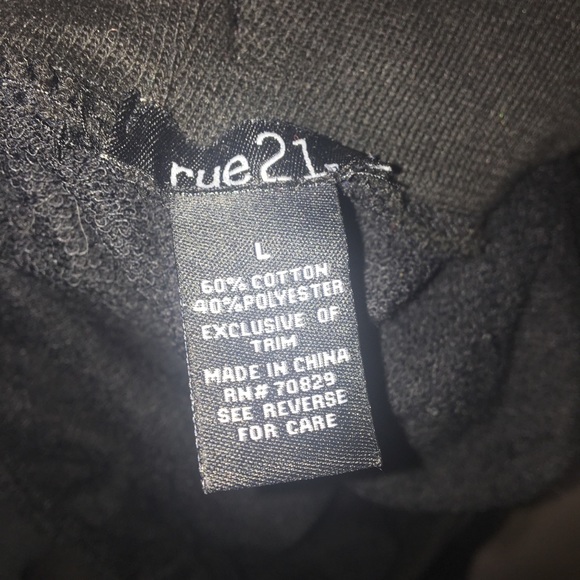 rue21.
L
60% COTTON
40%POLYESTER
EXCLUSIVE OF
TRIM
MADE IN CHINA
RN# 70829
SEE REVERSE
FOR CARE